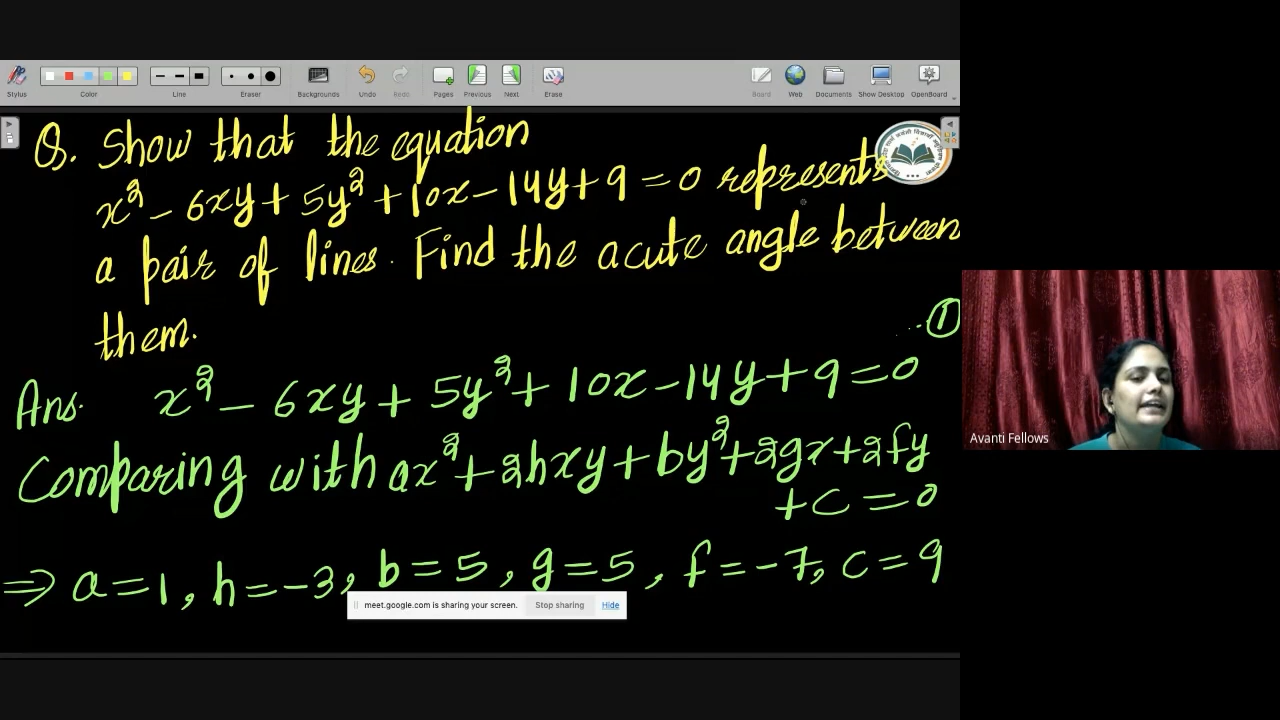 Stylus Color Line Eraser Backgrounds Undo Redo Pages Previous Next Erase Board Web Documents Show Desktop OpenBoard
Q. Show that the equation
x² - 6xy + 5y² + 10x - 14y + 9 = 0 represents
a pair of lines. Find the acute angle between
them.
...①
Ans. x² - 6xy + 5y² + 10x - 14y + 9 = 0
Comparing with ax² + 2hxy + by² + 2gx + 2fy
+ c = 0
⇒ a = 1, h = -3, b = 5, g = 5, f = -7, c = 9
meet.google.com is sharing your screen. Stop sharing Hide
Avanti Fellows